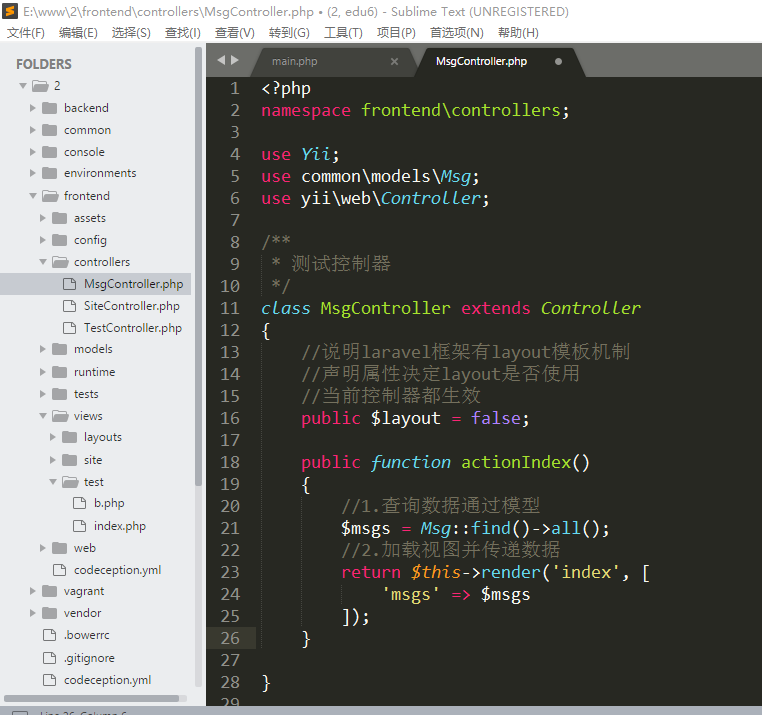 E:\www\2\frontend\controllers\MsgController.php • (2, edu6) - Sublime Text (UNREGISTERED)
文件(F) 编辑(E) 选择(S) 查找(I) 查看(V) 转到(G) 工具(T) 项目(P) 首选项(N) 帮助(H)
FOLDERS
2
backend
common
console
environments
frontend
assets
config
controllers
MsgController.php
SiteController.php
TestController.php
models
runtime
tests
views
layouts
site
test
b.php
index.php
web
codeception.yml
vagrant
vendor
.bowerrc
.gitignore
codeception.yml
main.php × MsgController.php •
1 <?php
2 namespace frontend\controllers;
3
4 use Yii;
5 use common\models\Msg;
6 use yii\web\Controller;
7
8 /**
9  * 测试控制器
10  */
11 class MsgController extends Controller
12 {
13     //说明laravel框架有layout模板机制
14     //声明属性决定layout是否使用
15     //当前控制器都生效
16     public $layout = false;
17
18     public function actionIndex()
19     {
20         //1.查询数据通过模型
21         $msgs = Msg::find()->all();
22         //2.加载视图并传递数据
23         return $this->render('index', [
24             'msgs' => $msgs
25         ]);
26     }
27
28 }
29
Line 26, Column 6